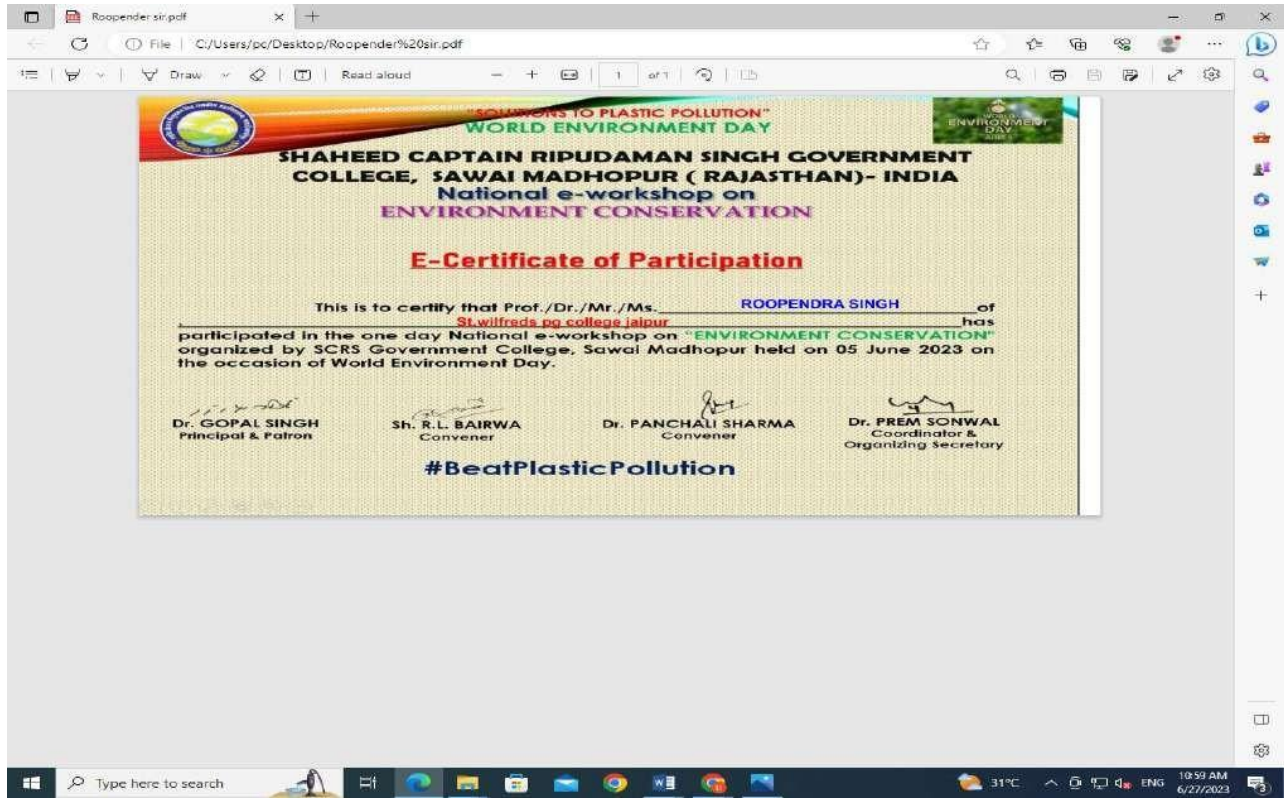 Roopender sir.pdf
File | C:/Users/pc/Desktop/Roopender%20sir.pdf
Draw
Read aloud
1 of 1
"SOLUTIONS TO PLASTIC POLLUTION"
WORLD ENVIRONMENT DAY
WORLD
ENVIRONMENT
DAY
SHAHEED CAPTAIN RIPUDAMAN SINGH GOVERNMENT
COLLEGE, SAWAI MADHOPUR ( RAJASTHAN)- INDIA
National e-workshop on
ENVIRONMENT CONSERVATION
E-Certificate of Participation
This is to certify that Prof./Dr./Mr./Ms. ROOPENDRA SINGH of
St.wilfreds pg college jaipur has
participated in the one day National e-workshop on "ENVIRONMENT CONSERVATION"
organized by SCRS Government College, Sawai Madhopur held on 05 June 2023 on
the occasion of World Environment Day.
Dr. GOPAL SINGH
Principal & Patron
Sh. R.L. BAIRWA
Convener
Dr. PANCHALI SHARMA
Convener
Dr. PREM SONWAL
Coordinator &
Organizing Secretary
#BeatPlasticPollution
Type here to search
31°C
ENG
10:59 AM
6/27/2023